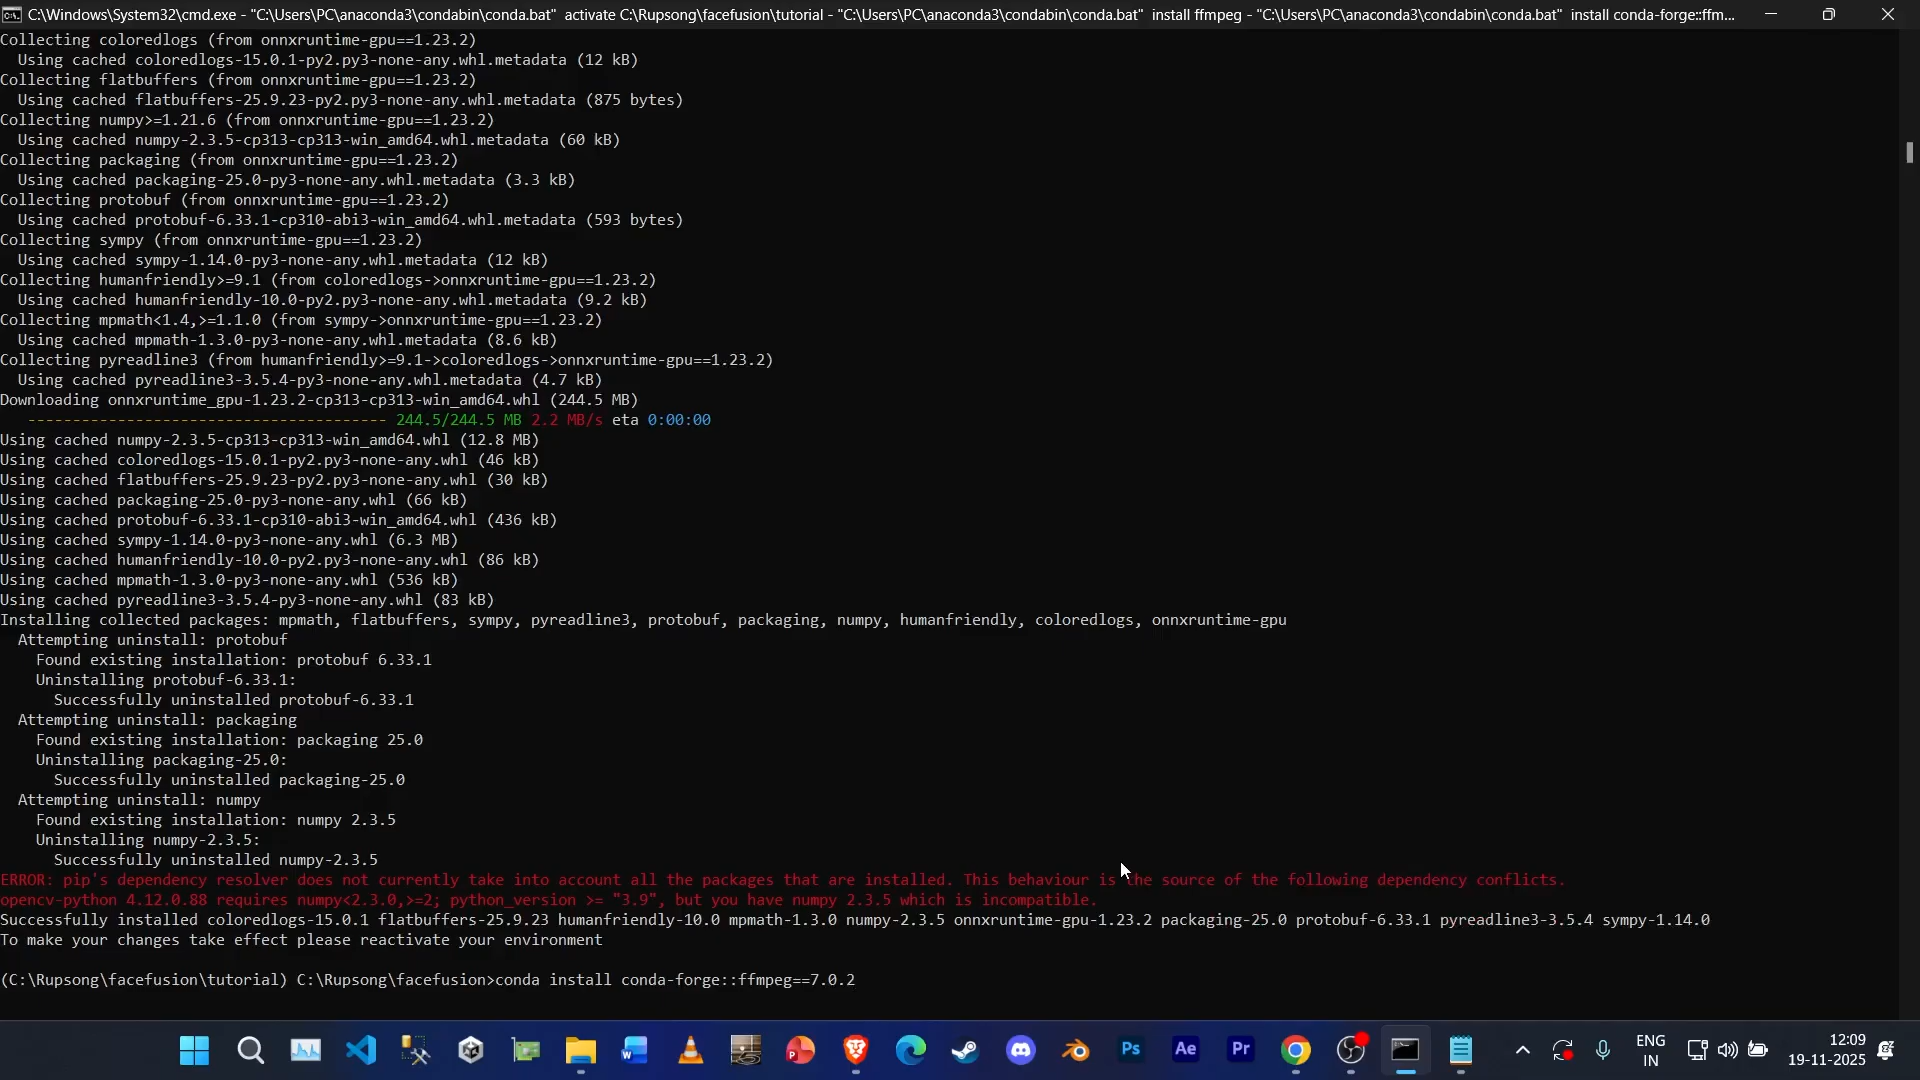 C:\Windows\System32\cmd.exe - "C:\Users\PC\anaconda3\condabin\conda.bat"  activate C:\Rupsong\facefusion\tutorial - "C:\Users\PC\anaconda3\condabin\conda.bat"  install ffmpeg - "C:\Users\PC\anaconda3\condabin\conda.bat"  install conda-forge::ffm...
Collecting coloredlogs (from onnxruntime-gpu==1.23.2)
  Using cached coloredlogs-15.0.1-py2.py3-none-any.whl.metadata (12 kB)
Collecting flatbuffers (from onnxruntime-gpu==1.23.2)
  Using cached flatbuffers-25.9.23-py2.py3-none-any.whl.metadata (875 bytes)
Collecting numpy>=1.21.6 (from onnxruntime-gpu==1.23.2)
  Using cached numpy-2.3.5-cp313-cp313-win_amd64.whl.metadata (60 kB)
Collecting packaging (from onnxruntime-gpu==1.23.2)
  Using cached packaging-25.0-py3-none-any.whl.metadata (3.3 kB)
Collecting protobuf (from onnxruntime-gpu==1.23.2)
  Using cached protobuf-6.33.1-cp310-abi3-win_amd64.whl.metadata (593 bytes)
Collecting sympy (from onnxruntime-gpu==1.23.2)
  Using cached sympy-1.14.0-py3-none-any.whl.metadata (12 kB)
Collecting humanfriendly>=9.1 (from coloredlogs->onnxruntime-gpu==1.23.2)
  Using cached humanfriendly-10.0-py2.py3-none-any.whl.metadata (9.2 kB)
Collecting mpmath<1.4,>=1.1.0 (from sympy->onnxruntime-gpu==1.23.2)
  Using cached mpmath-1.3.0-py3-none-any.whl.metadata (8.6 kB)
Collecting pyreadline3 (from humanfriendly>=9.1->coloredlogs->onnxruntime-gpu==1.23.2)
  Using cached pyreadline3-3.5.4-py3-none-any.whl.metadata (4.7 kB)
Downloading onnxruntime_gpu-1.23.2-cp313-cp313-win_amd64.whl (244.5 MB)
   ---------------------------------------- 244.5/244.5 MB 2.2 MB/s eta 0:00:00
Using cached numpy-2.3.5-cp313-cp313-win_amd64.whl (12.8 MB)
Using cached coloredlogs-15.0.1-py2.py3-none-any.whl (46 kB)
Using cached flatbuffers-25.9.23-py2.py3-none-any.whl (30 kB)
Using cached packaging-25.0-py3-none-any.whl (66 kB)
Using cached protobuf-6.33.1-cp310-abi3-win_amd64.whl (436 kB)
Using cached sympy-1.14.0-py3-none-any.whl (6.3 MB)
Using cached humanfriendly-10.0-py2.py3-none-any.whl (86 kB)
Using cached mpmath-1.3.0-py3-none-any.whl (536 kB)
Using cached pyreadline3-3.5.4-py3-none-any.whl (83 kB)
Installing collected packages: mpmath, flatbuffers, sympy, pyreadline3, protobuf, packaging, numpy, humanfriendly, coloredlogs, onnxruntime-gpu
  Attempting uninstall: protobuf
    Found existing installation: protobuf 6.33.1
    Uninstalling protobuf-6.33.1:
      Successfully uninstalled protobuf-6.33.1
  Attempting uninstall: packaging
    Found existing installation: packaging 25.0
    Uninstalling packaging-25.0:
      Successfully uninstalled packaging-25.0
  Attempting uninstall: numpy
    Found existing installation: numpy 2.3.5
    Uninstalling numpy-2.3.5:
      Successfully uninstalled numpy-2.3.5
ERROR: pip's dependency resolver does not currently take into account all the packages that are installed. This behaviour is the source of the following dependency conflicts.
opencv-python 4.12.0.88 requires numpy<2.3.0,>=2; python_version >= "3.9", but you have numpy 2.3.5 which is incompatible.
Successfully installed coloredlogs-15.0.1 flatbuffers-25.9.23 humanfriendly-10.0 mpmath-1.3.0 numpy-2.3.5 onnxruntime-gpu-1.23.2 packaging-25.0 protobuf-6.33.1 pyreadline3-3.5.4 sympy-1.14.0
To make your changes take effect please reactivate your environment
(C:\Rupsong\facefusion\tutorial) C:\Rupsong\facefusion>conda install conda-forge::ffmpeg==7.0.2
Ps
Ae
Pr
ENG
IN
12:09
19-11-2025